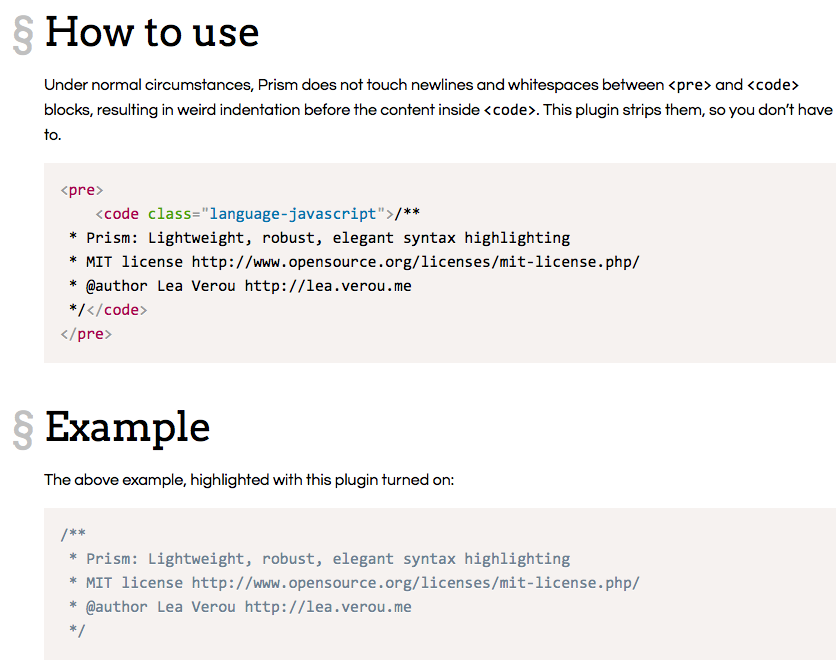 § How to use
Under normal circumstances, Prism does not touch newlines and whitespaces between <pre> and <code>
blocks, resulting in weird indentation before the content inside <code>. This plugin strips them, so you don’t have
to.
<pre>
    <code class="language-javascript">/**
 * Prism: Lightweight, robust, elegant syntax highlighting
 * MIT license http://www.opensource.org/licenses/mit-license.php/
 * @author Lea Verou http://lea.verou.me
 */</code>
</pre>
§ Example
The above example, highlighted with this plugin turned on:
/**
 * Prism: Lightweight, robust, elegant syntax highlighting
 * MIT license http://www.opensource.org/licenses/mit-license.php/
 * @author Lea Verou http://lea.verou.me
 */